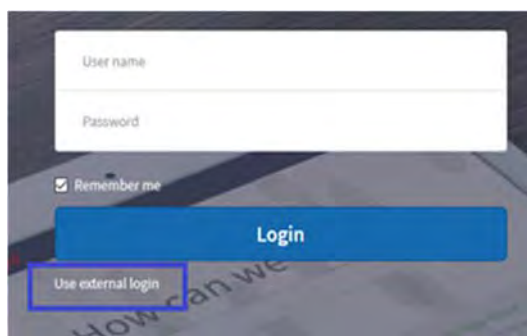 User name
Password
Remember me
Login
Use external login
How can we